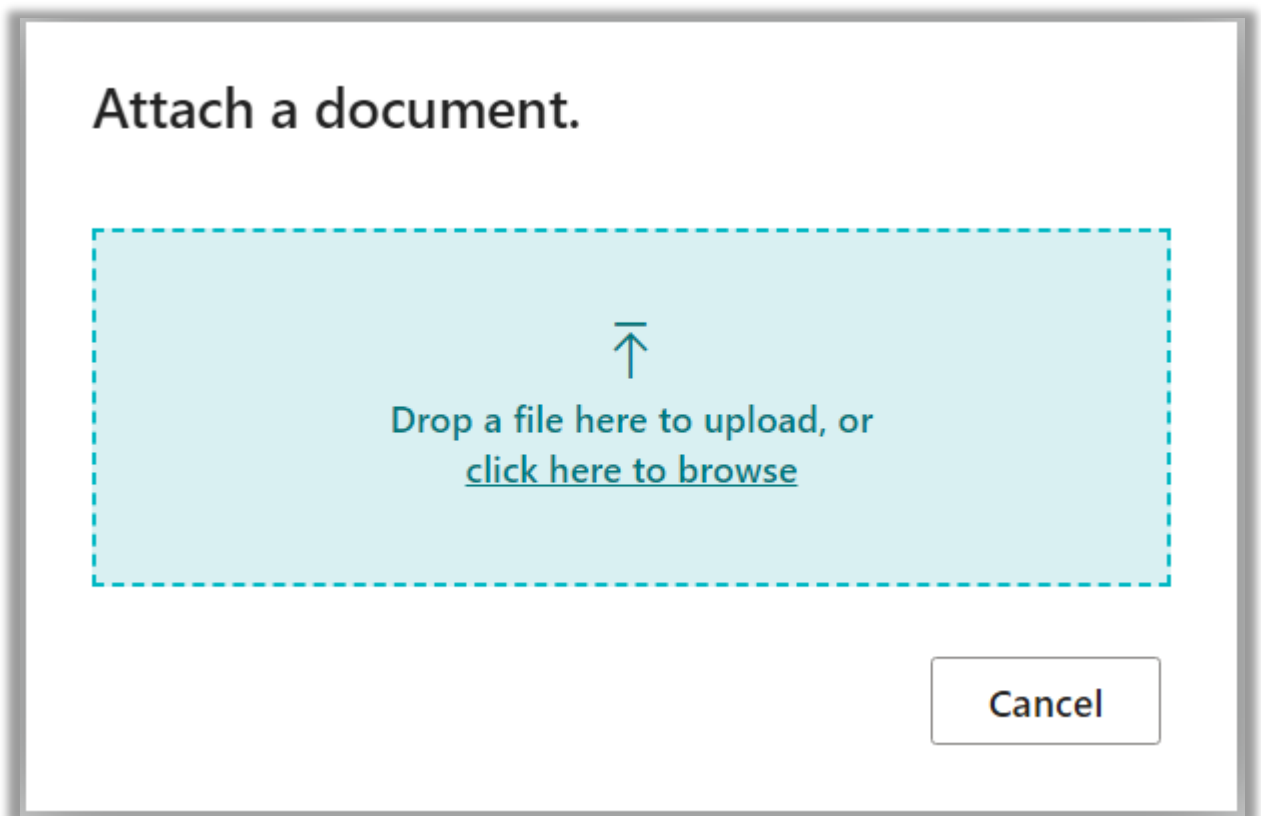 Attach a document.
Drop a file here to upload, or
click here to browse
Cancel